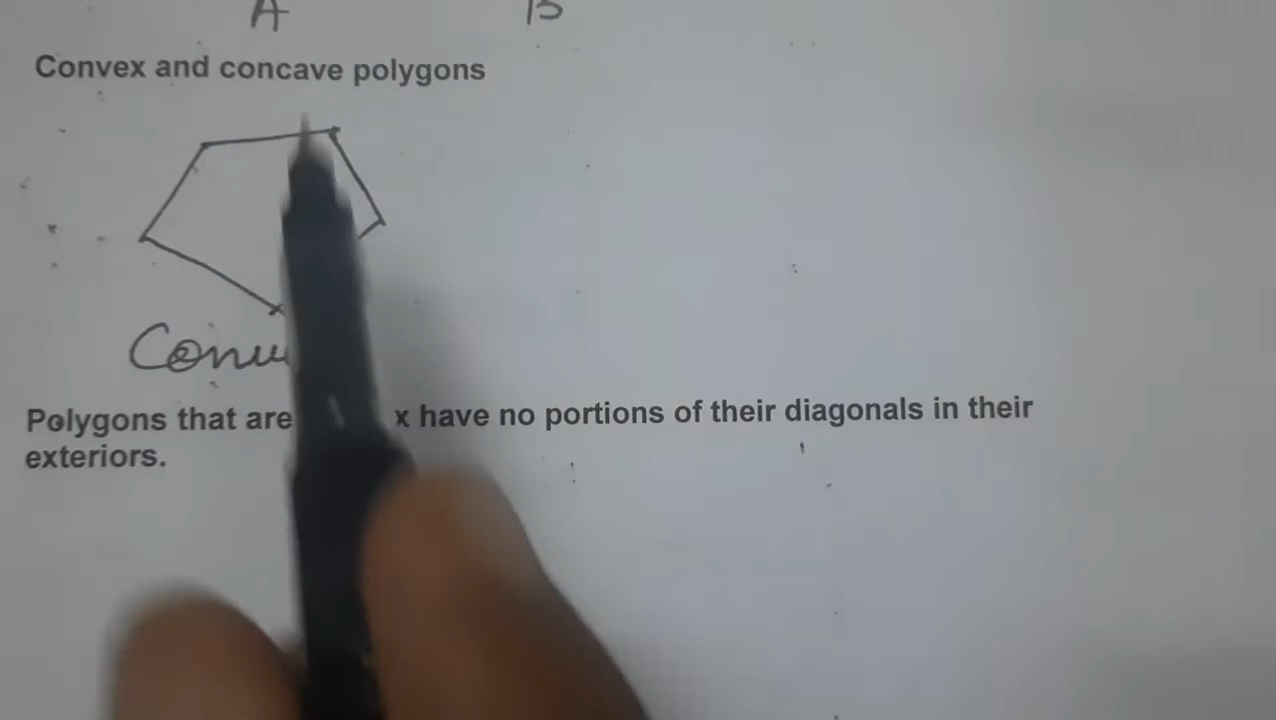 A B
Convex and concave polygons
Polygons that are x have no portions of their diagonals in their
exteriors.